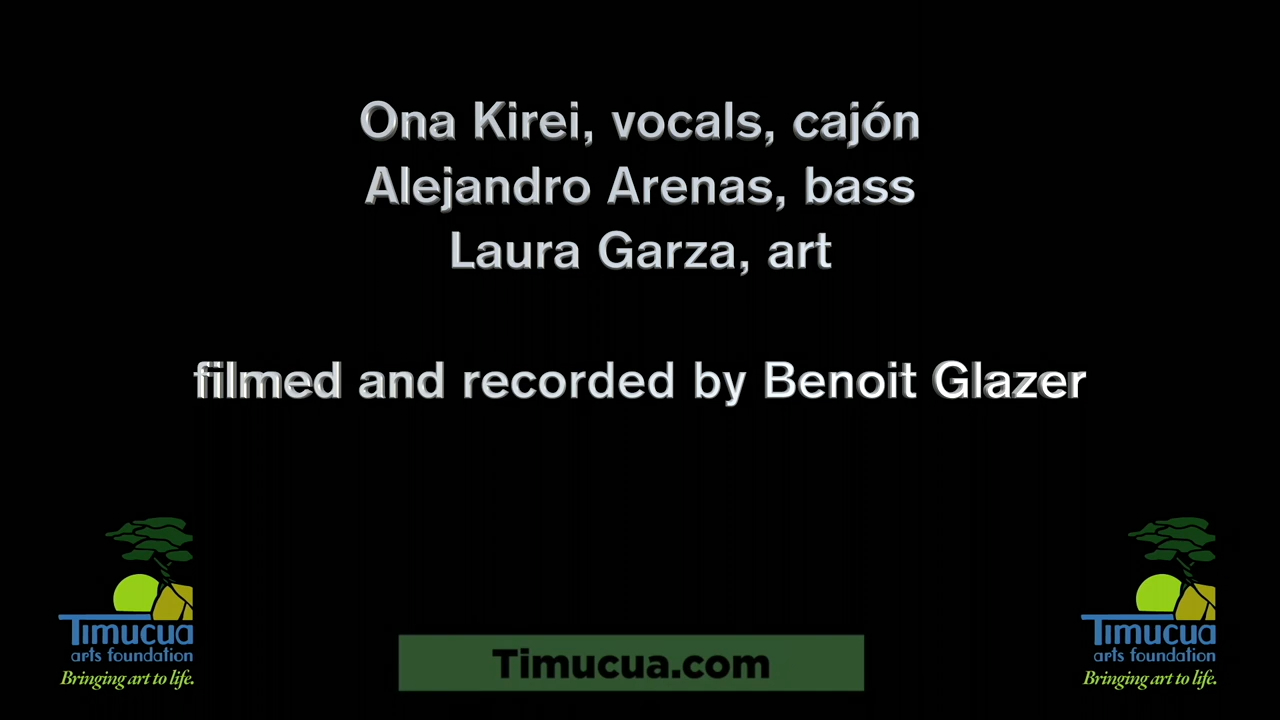 Ona Kirei, vocals, cajón
Alejandro Arenas, bass
Laura Garza, art
filmed and recorded by Benoit Glazer
Timucua
arts foundation
Bringing art to life.
Timucua.com
Timucua
arts foundation
Bringing art to life.